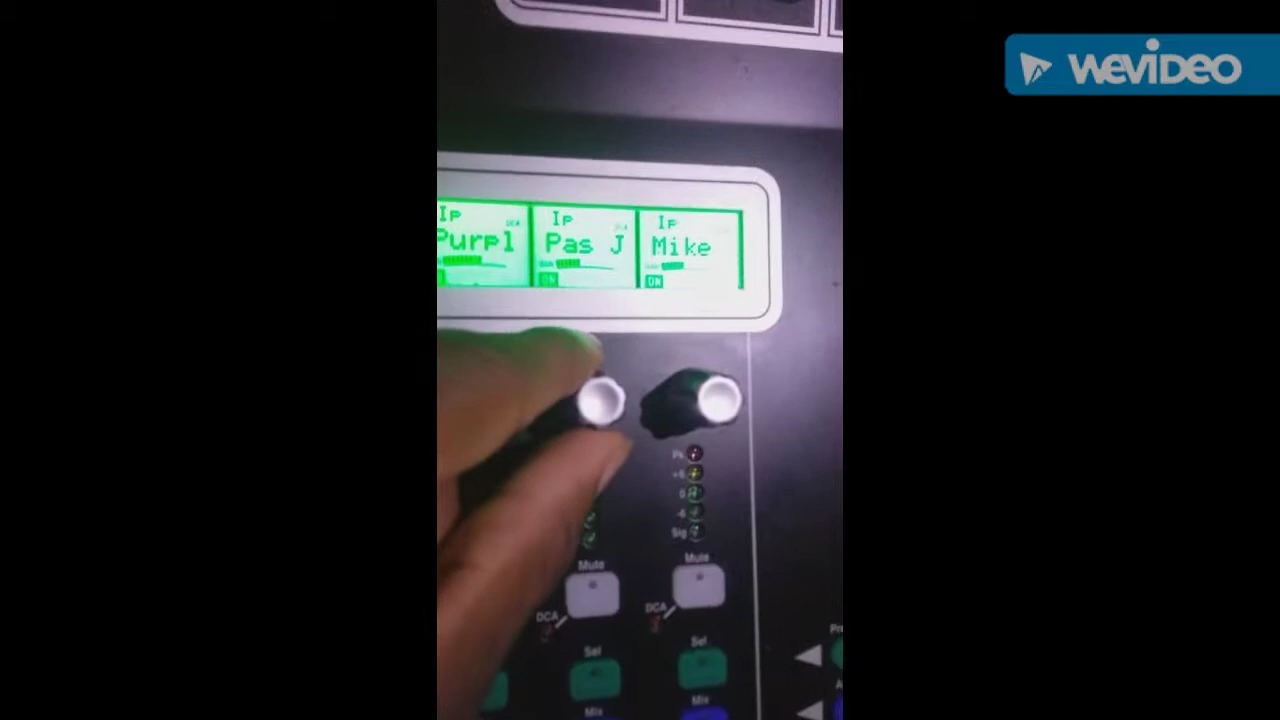 WeVideo
Ip Ip Ip
Purpl Pas J Mike
ON ON
Pk
+6
0
-6
Sig
Mute Mute
DCA DCA
Sel Sel
Mix Mix